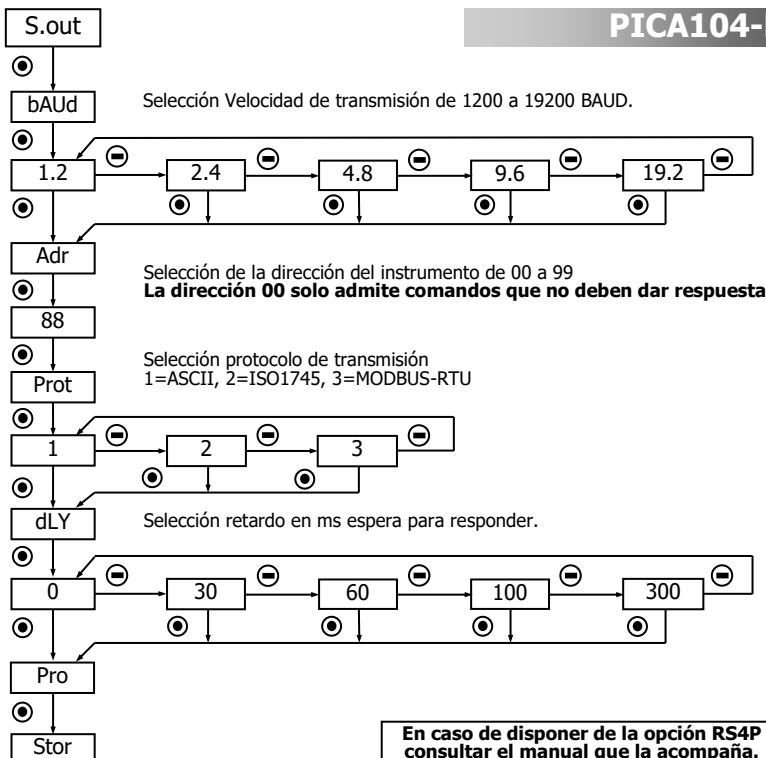 S.out
PICA104-
bAUd
Selección Velocidad de transmisión de 1200 a 19200 BAUD.
1.2
2.4
4.8
9.6
19.2
Adr
Selección de la dirección del instrumento de 00 a 99
La dirección 00 solo admite comandos que no deben dar respuesta
88
Selección protocolo de transmisión
1=ASCII, 2=ISO1745, 3=MODBUS-RTU
Prot
1
2
3
dLY
Selección retardo en ms espera para responder.
0
30
60
100
300
Pro
Stor
En caso de disponer de la opción RS4P
consultar el manual que la acompaña.